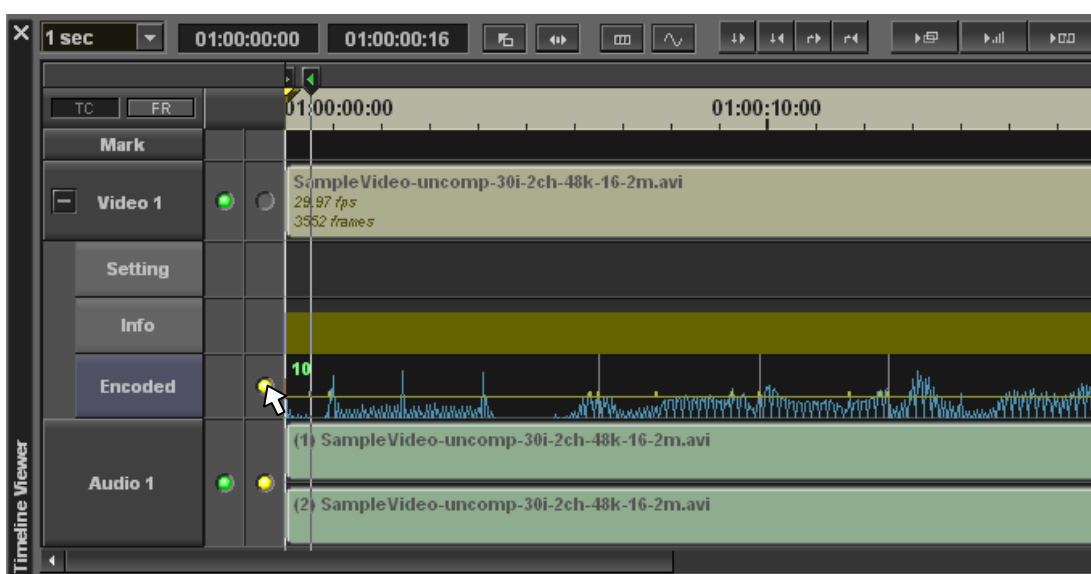 1 sec
01:00:00:00
01:00:00:16
TC
FR
01:00:00:00
01:00:10:00
Mark
Video 1
SampleVideo-uncomp-30i-2ch-48k-16-2m.avi
29.97 fps
3552 frames
Setting
Info
Encoded
10
Audio 1
(1) SampleVideo-uncomp-30i-2ch-48k-16-2m.avi
(2) SampleVideo-uncomp-30i-2ch-48k-16-2m.avi
Timeline Viewer